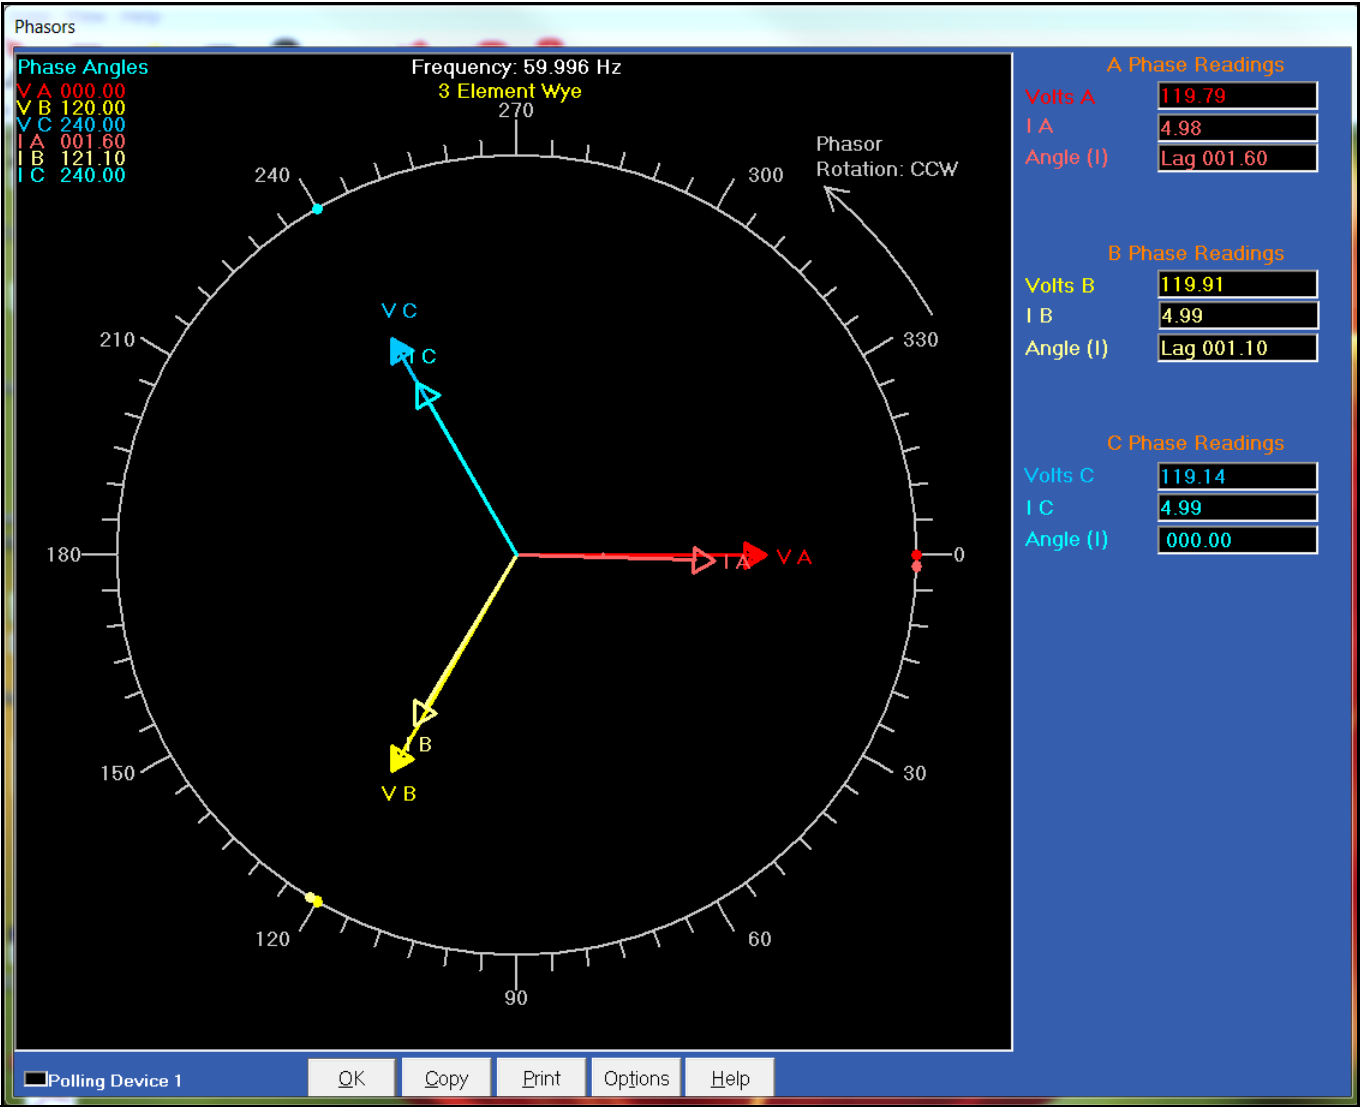 Phasors
Phase Angles
V A 000.00
V B 120.00
V C 240.00
I A 001.60
I B 121.10
I C 240.00
Frequency: 59.996 Hz
3 Element Wye
270
240
300
210
330
180
0
150
30
120
60
90
Phasor
Rotation: CCW
V C
I C
V A
I A
B
V B
A Phase Readings
Volts A 119.79
I A 4.98
Angle (I) Lag 001.60
B Phase Readings
Volts B 119.91
I B 4.99
Angle (I) Lag 001.10
C Phase Readings
Volts C 119.14
I C 4.99
Angle (I) 000.00
Polling Device 1
OK
Copy
Print
Options
Help